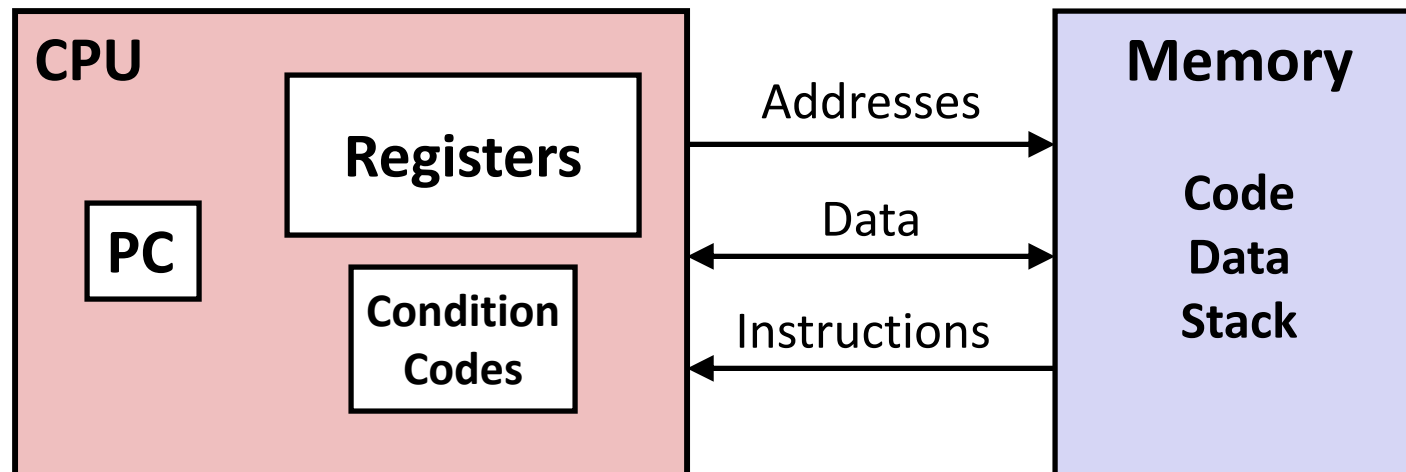 CPU
Registers
PC
Condition
Codes
Addresses
Data
Instructions
Memory
Code
Data
Stack